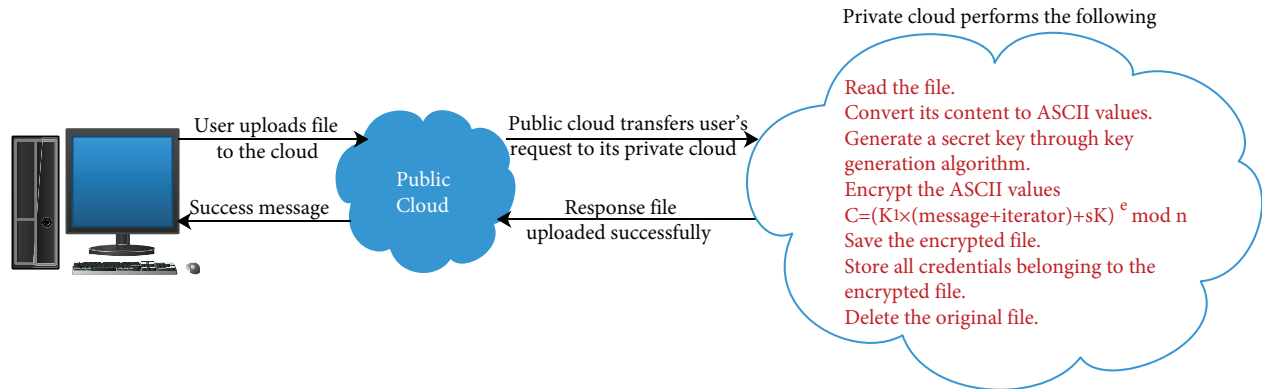 Private cloud performs the following
User uploads file
to the cloud
Success message
Public
Cloud
Public cloud transfers user's
request to its private cloud
Response file
uploaded successfully
Read the file.
Convert its content to ASCII values.
Generate a secret key through key
generation algorithm.
Encrypt the ASCII values
C=(K¹×(message+iterator)+sK) ᵉ mod n
Save the encrypted file.
Store all credentials belonging to the
encrypted file.
Delete the original file.